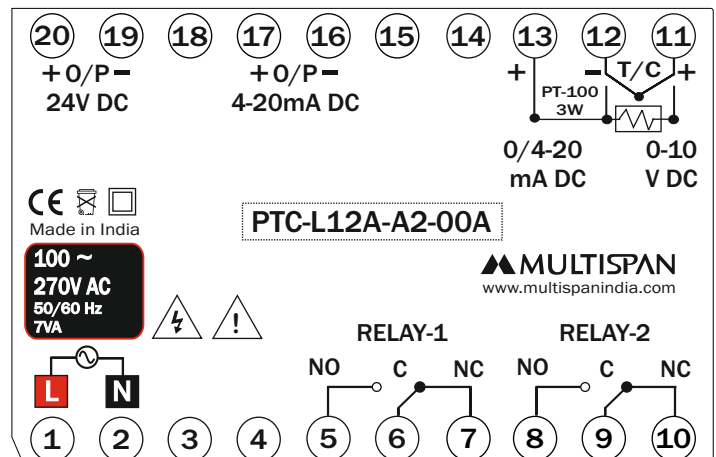 20 19 18 17 16 15 14 13 12 11
+ O/P − + O/P − + − T/C +
24V DC 4-20mA DC
PT-100
3W
0/4-20 0-10
mA DC V DC
CE
Made in India
PTC-L12A-A2-00A
100 ~
270V AC
50/60 Hz
7VA
MULTISPAN
www.multispanindia.com
!
RELAY-1 RELAY-2
NO C NC NO C NC
L N
1 2 3 4 5 6 7 8 9 10